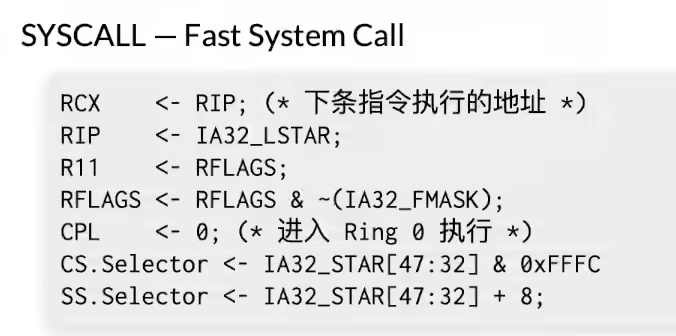 SYSCALL — Fast System Call
RCX    <- RIP; (* 下条指令执行的地址 *)
RIP    <- IA32_LSTAR;
R11    <- RFLAGS;
RFLAGS <- RFLAGS & ~(IA32_FMASK);
CPL    <- 0; (* 进入 Ring 0 执行 *)
CS.Selector <- IA32_STAR[47:32] & 0xFFFC
SS.Selector <- IA32_STAR[47:32] + 8;